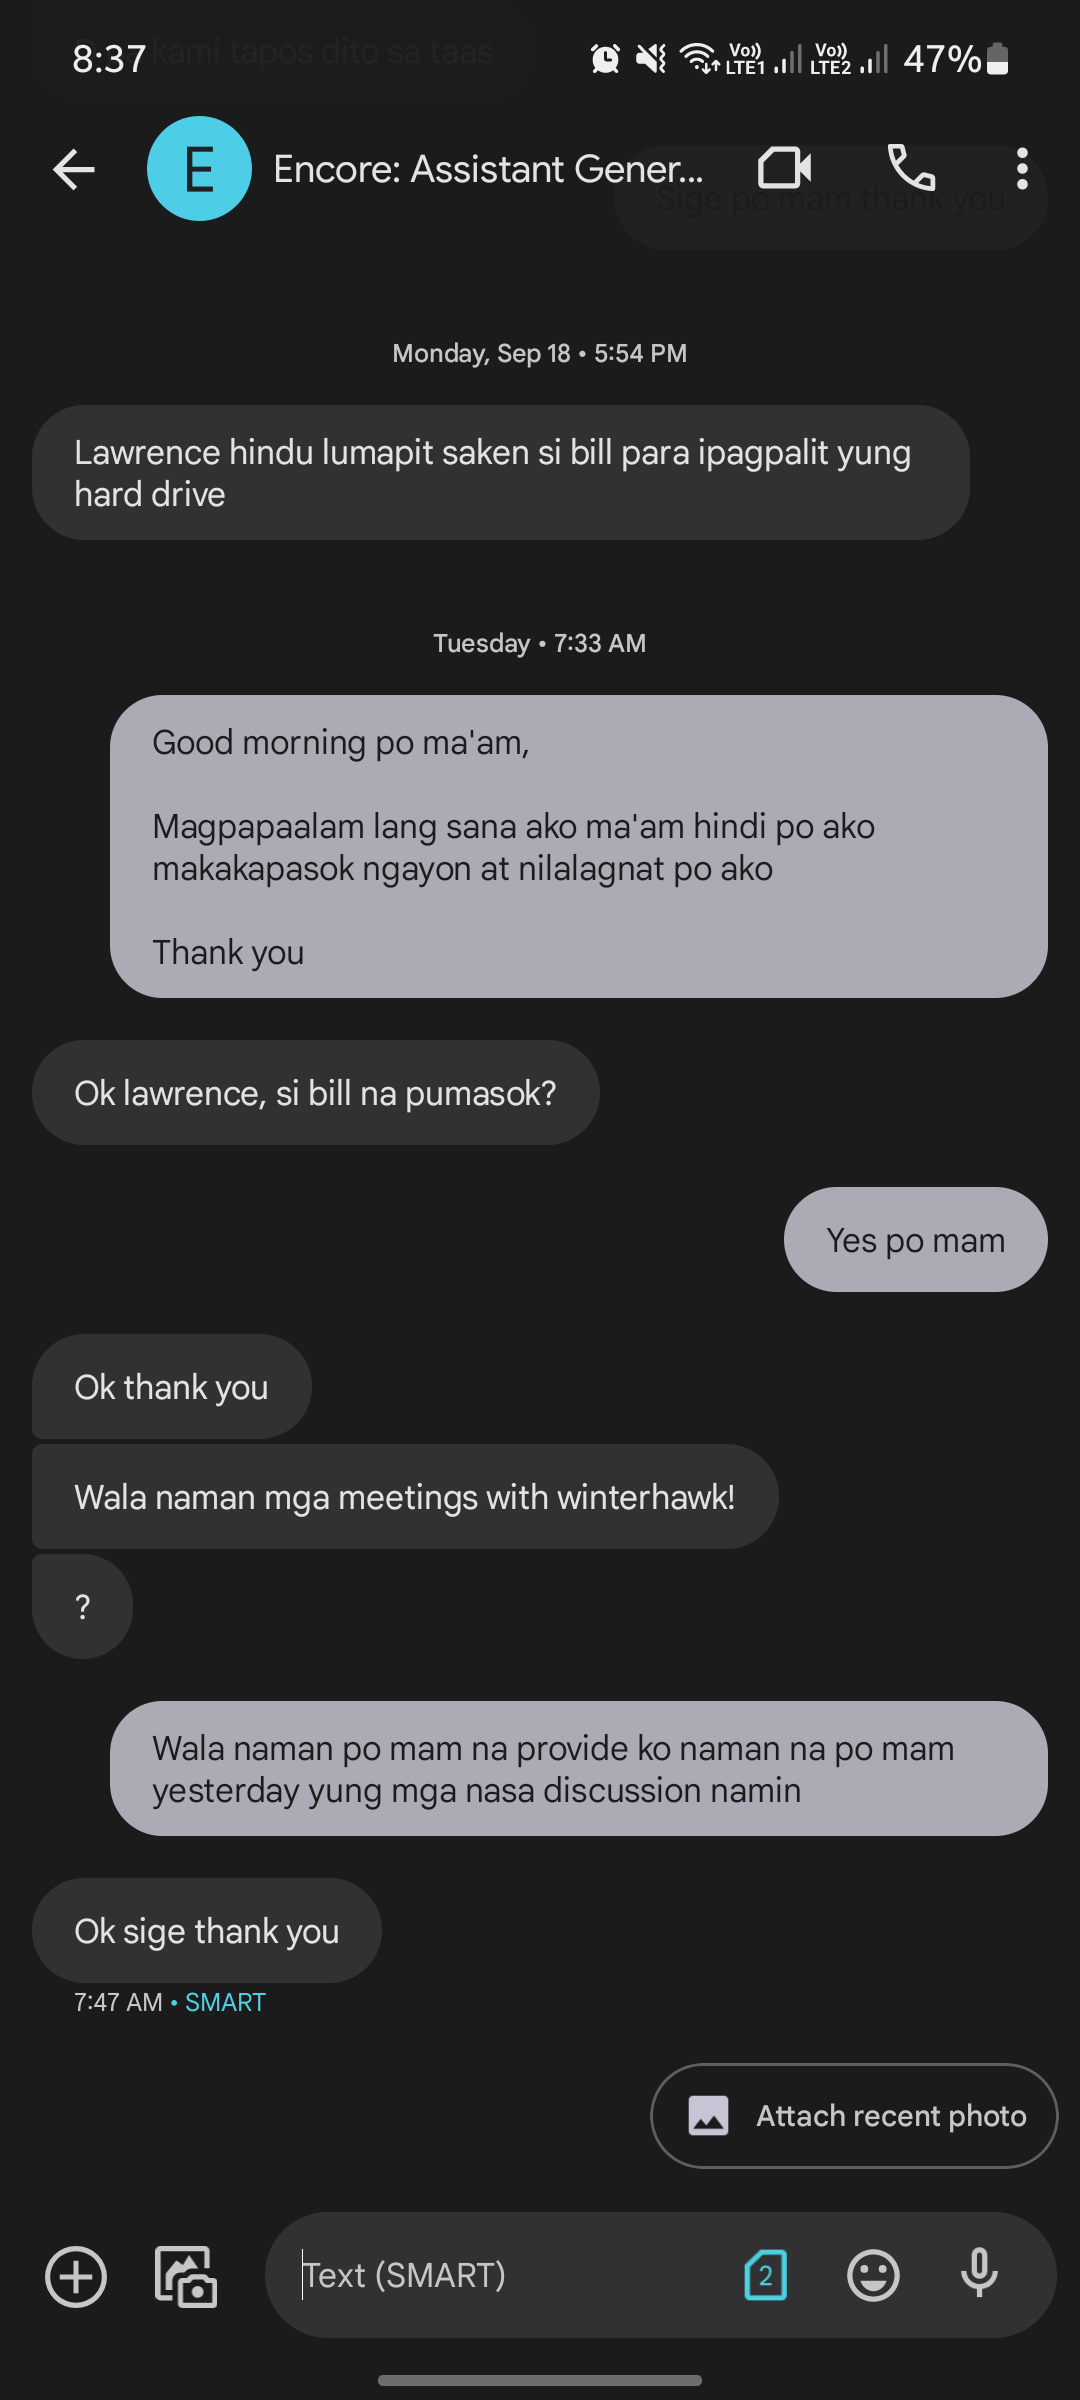 kami tapos dito sa taas
8:37
Vo)) LTE1
Vo)) LTE2
47%
E
Encore: Assistant Gener...
Sige po mam thank you
Monday, Sep 18 • 5:54 PM
Lawrence hindu lumapit saken si bill para ipagpalit yung
hard drive
Tuesday • 7:33 AM
Good morning po ma'am,
Magpapaalam lang sana ako ma'am hindi po ako
makakapasok ngayon at nilalagnat po ako
Thank you
Ok lawrence, si bill na pumasok?
Yes po mam
Ok thank you
Wala naman mga meetings with winterhawk!
?
Wala naman po mam na provide ko naman na po mam
yesterday yung mga nasa discussion namin
Ok sige thank you
7:47 AM • SMART
Attach recent photo
Text (SMART)
2